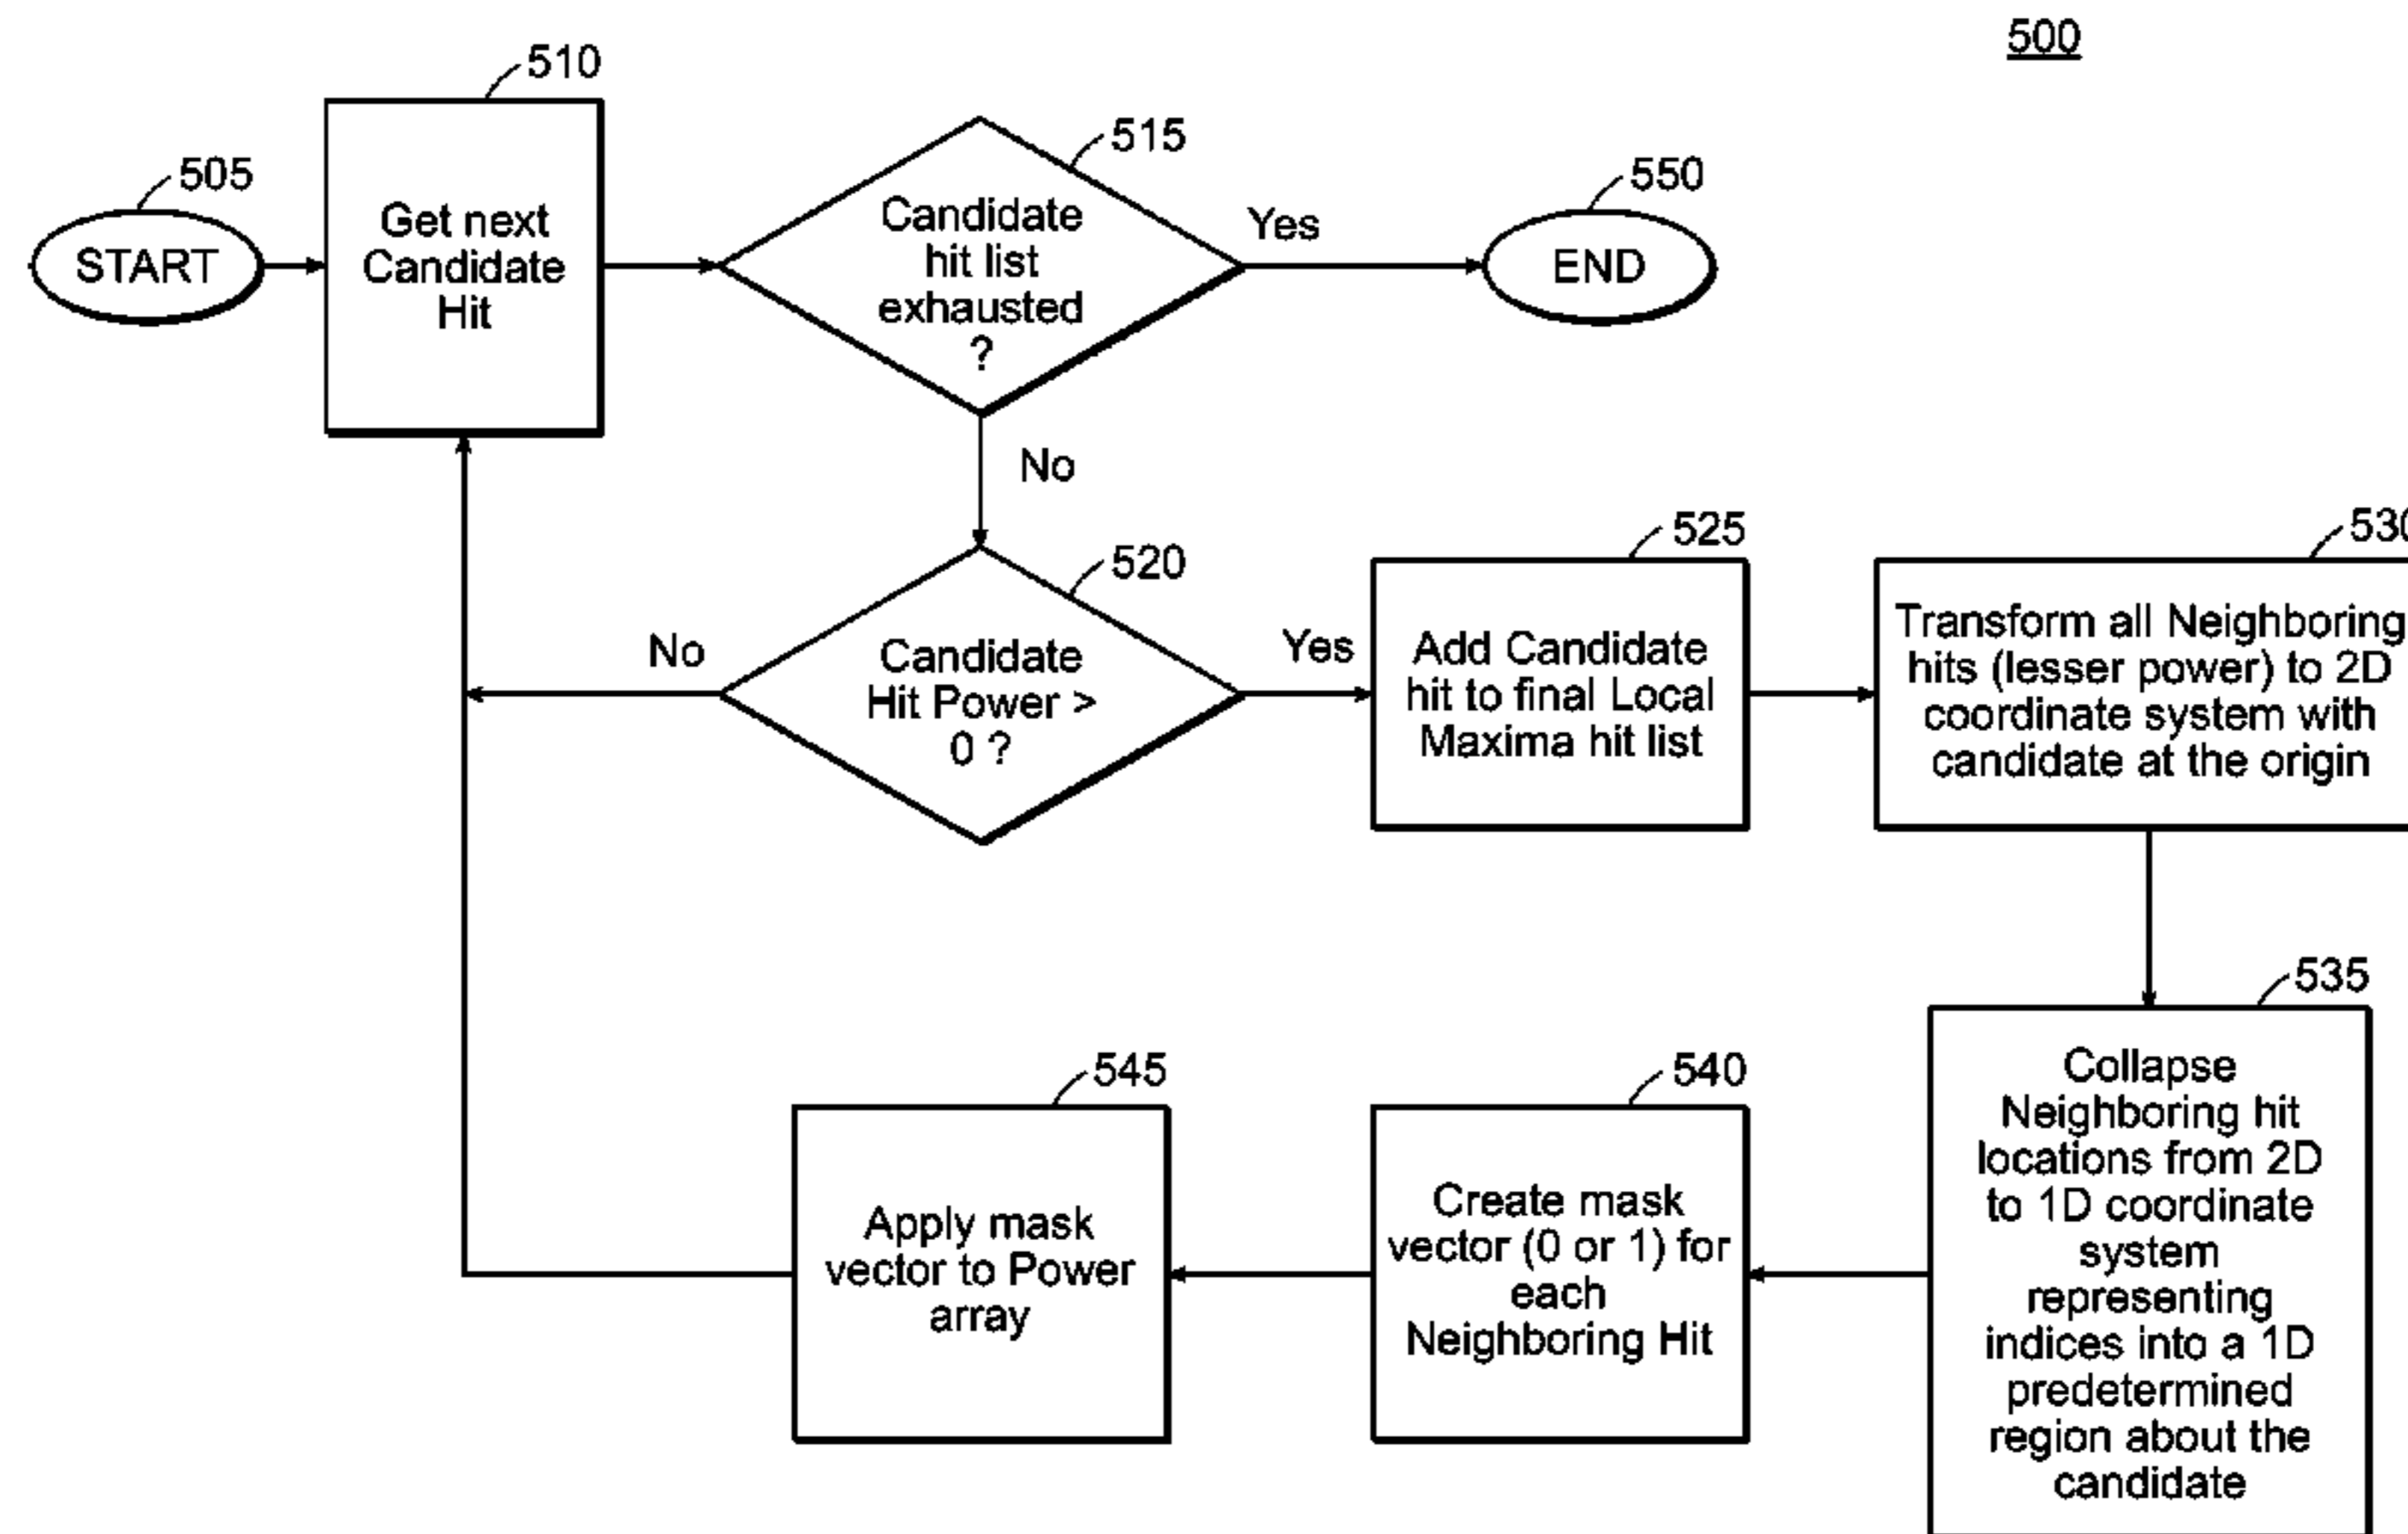 500
505
START
510
Get next
Candidate
Hit
515
Candidate
hit list
exhausted
?
Yes
550
END
No
520
Candidate
Hit Power >
0 ?
No
Yes
525
Add Candidate
hit to final Local
Maxima hit list
530
Transform all Neighboring
hits (lesser power) to 2D
coordinate system with
candidate at the origin
535
Collapse
Neighboring hit
locations from 2D
to 1D coordinate
system
representing
indices into a 1D
predetermined
region about the
candidate
540
Create mask
vector (0 or 1) for
each
Neighboring Hit
545
Apply mask
vector to Power
array